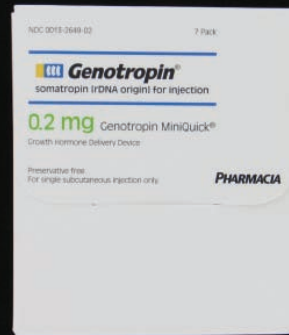 NDC 0013-2649-02 7 Pack
Genotropin®
somatropin (rDNA origin) for injection
0.2 mg Genotropin MiniQuick®
Growth Hormone Delivery Device
Preservative free.
For single subcutaneous injection only.
PHARMACIA